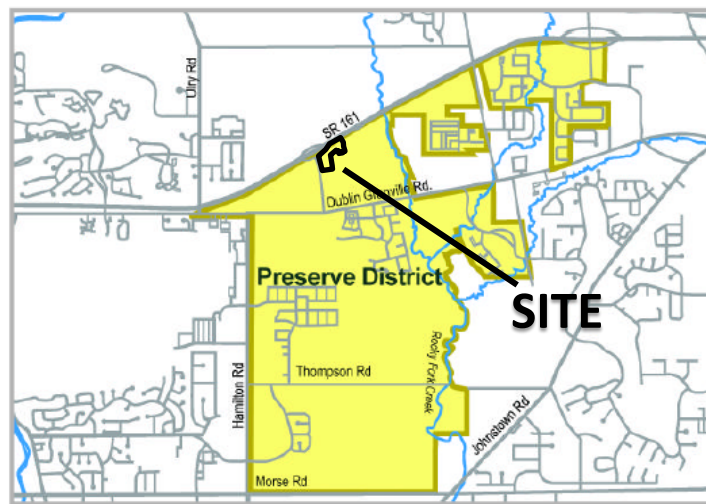 Ulry Rd
SR 161
Dublin Granville Rd.
Preserve District
SITE
Hamilton Rd
Thompson Rd
Rocky Fork Creek
Johnstown Rd
Morse Rd